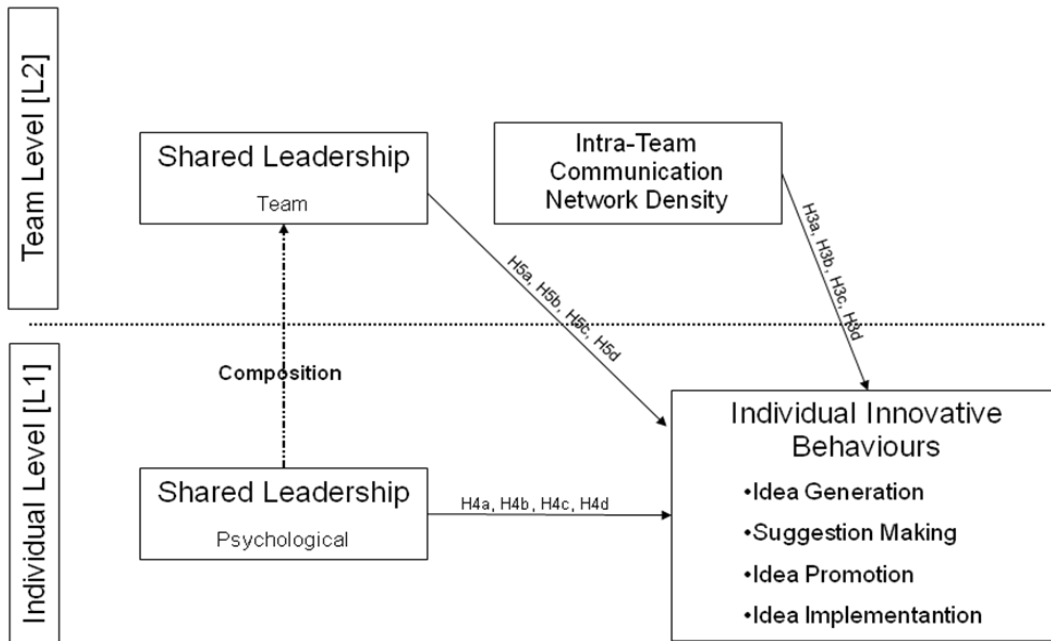 Team Level [L2]
Shared Leadership
Team
Intra-Team
Communication
Network Density
H3a, H3b, H3c, H3d
H5a, H5b, H5c, H5d
Composition
Individual Level [L1]
Shared Leadership
Psychological
H4a, H4b, H4c, H4d
Individual Innovative
Behaviours
•Idea Generation
•Suggestion Making
•Idea Promotion
•Idea Implementantion